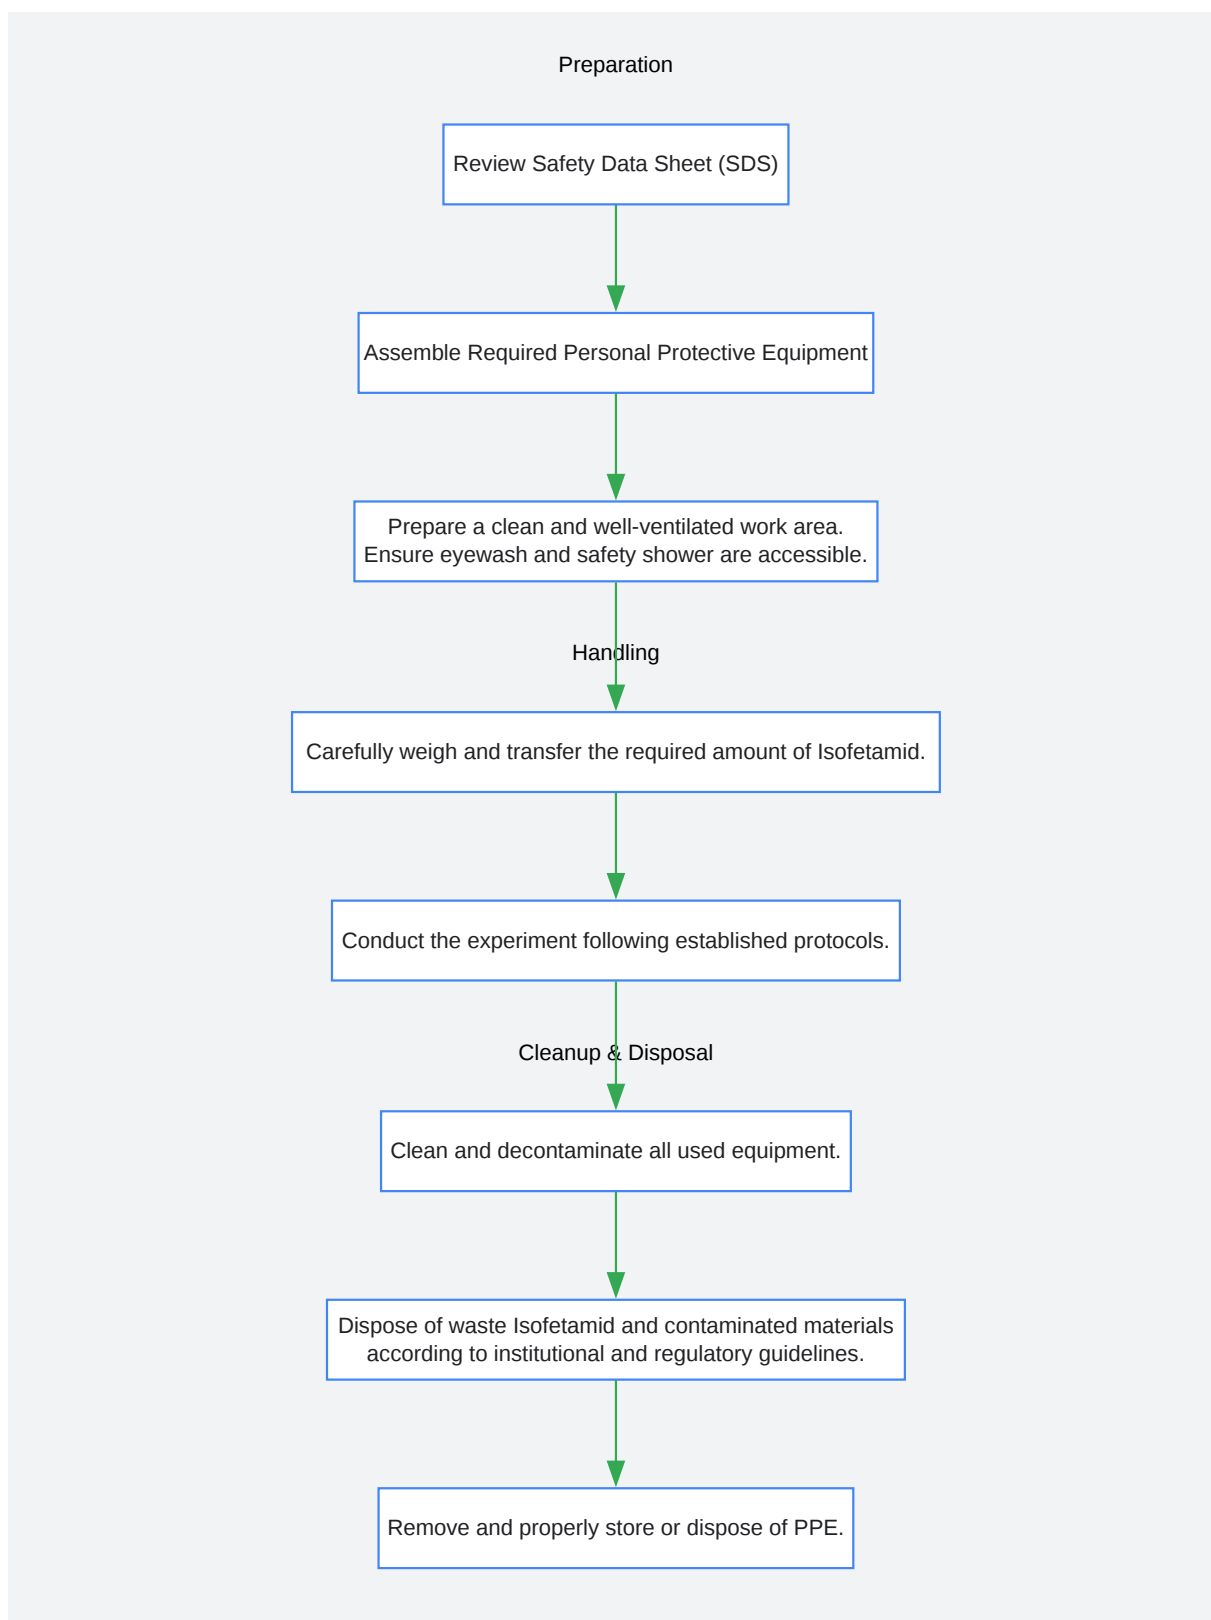 Preparation
Review Safety Data Sheet (SDS)
Assemble Required Personal Protective Equipment
Prepare a clean and well-ventilated work area.
Ensure eyewash and safety shower are accessible.
Handling
Carefully weigh and transfer the required amount of Isofetamid.
Conduct the experiment following established protocols.
Cleanup & Disposal
Clean and decontaminate all used equipment.
Dispose of waste Isofetamid and contaminated materials
according to institutional and regulatory guidelines.
Remove and properly store or dispose of PPE.